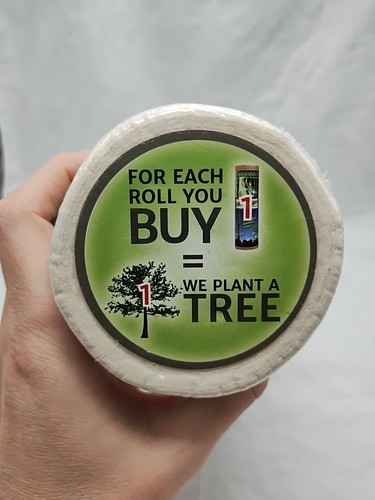 FOR EACH
ROLL YOU
BUY 1
=
1 WE PLANT A
TREE